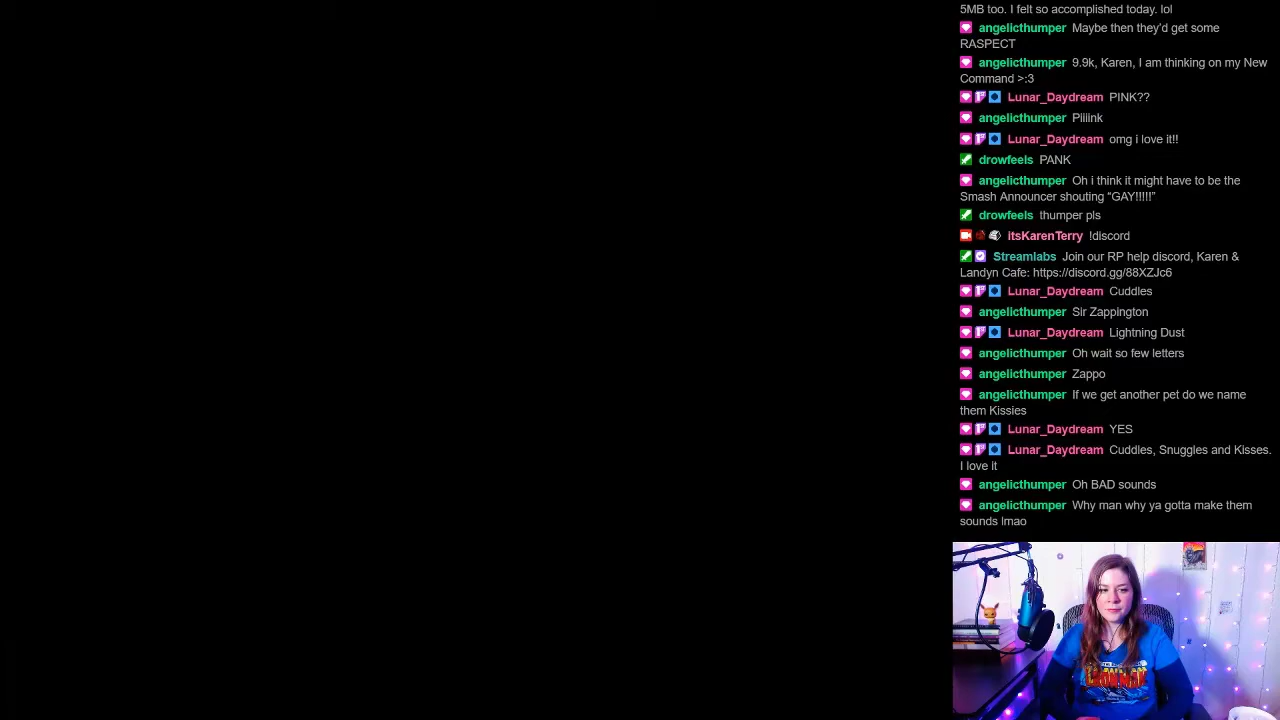 5MB too. I felt so accomplished today. lol
angelicthumper Maybe then they'd get some
RASPECT
angelicthumper 9.9k, Karen, I am thinking on my New
Command >:3
Lunar_Daydream PINK??
angelicthumper Pliiink
Lunar_Daydream omg i love it!!
drowfeels PANK
angelicthumper Oh i think it might have to be the
Smash Announcer shouting “GAY!!!!!”
drowfeels thumper pls
itsKarenTerry !discord
Streamlabs Join our RP help discord, Karen &
Landyn Cafe: https://discord.gg/88XZJc6
Lunar_Daydream Cuddles
angelicthumper Sir Zappington
Lunar_Daydream Lightning Dust
angelicthumper Oh wait so few letters
angelicthumper Zappo
angelicthumper If we get another pet do we name
them Kissies
Lunar_Daydream YES
Lunar_Daydream Cuddles, Snuggles and KIsses.
I love it
angelicthumper Oh BAD sounds
angelicthumper Why man why ya gotta make them
sounds lmao
IRON MAN